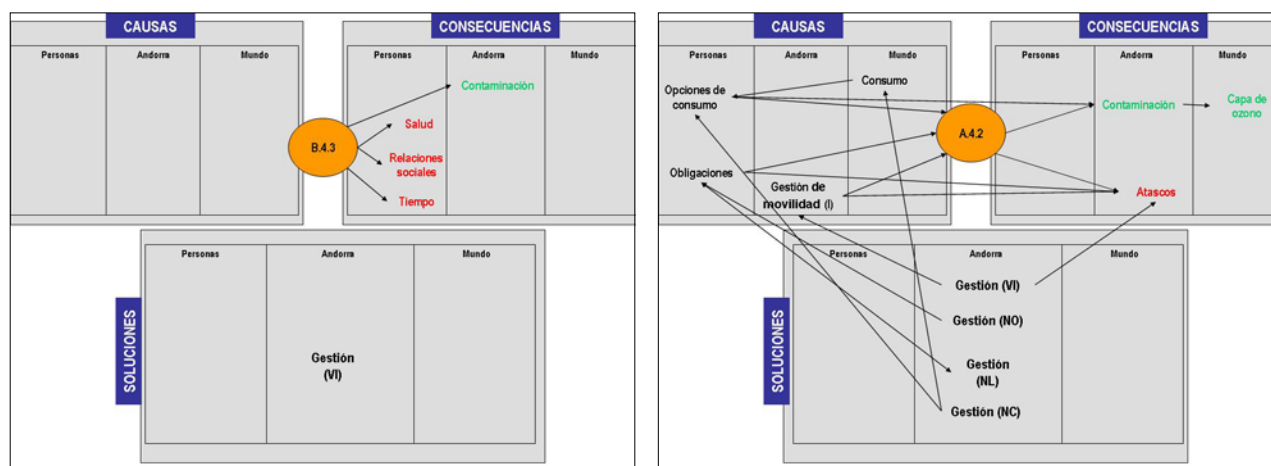 CAUSAS
Personas
Andorra
Mundo
CONSECUENCIAS
Personas
Andorra
Mundo
Contaminación
Salud
B.4.3
Relaciones
sociales
Tiempo
SOLUCIONES
Personas
Andorra
Mundo
Gestión
(VI)
CAUSAS
Personas
Andorra
Mundo
Consumo
Opciones de
consumo
Obligaciones
Gestión de
movilidad (I)
A.4.2
CONSECUENCIAS
Personas
Andorra
Mundo
Contaminación
Capa de
ozono
Atascos
SOLUCIONES
Personas
Andorra
Mundo
Gestión (VI)
Gestión (NO)
Gestión
(NL)
Gestión (NC)